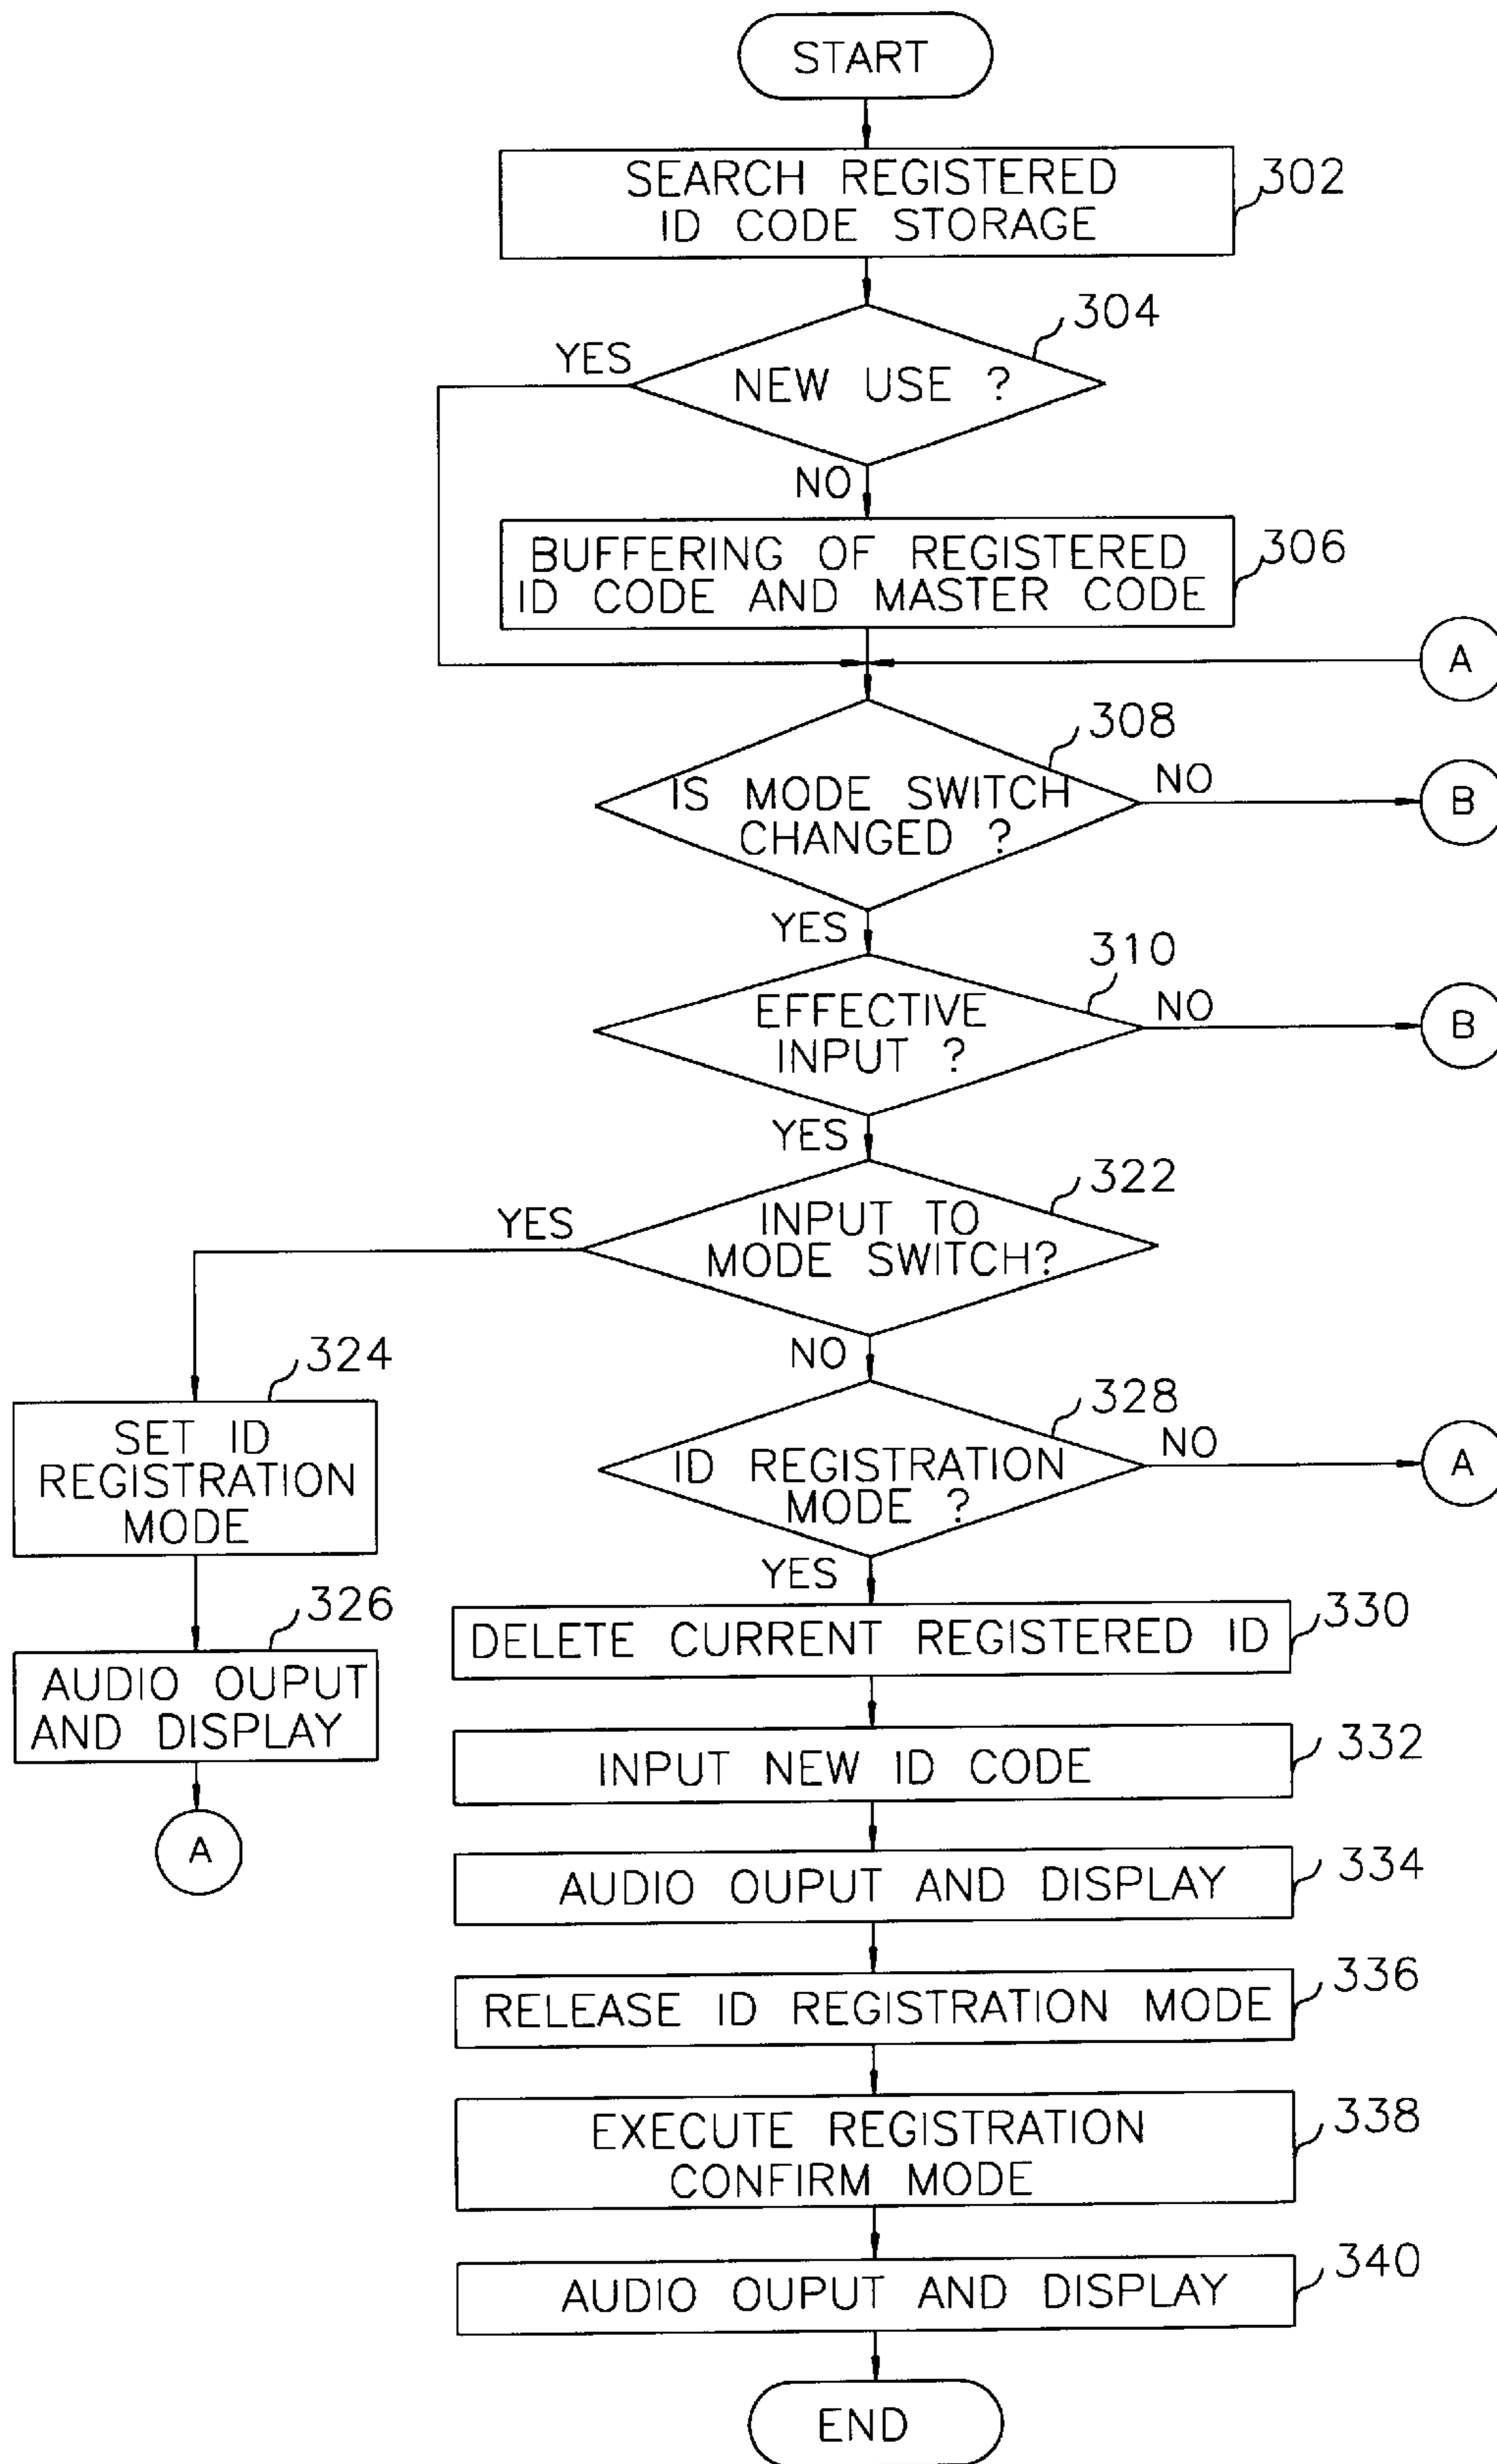 START
SEARCH REGISTERED
ID CODE STORAGE
302
304
YES
NEW USE ?
NO
BUFFERING OF REGISTERED
ID CODE AND MASTER CODE
306
A
308
IS MODE SWITCH
CHANGED ?
NO
B
YES
310
EFFECTIVE
INPUT ?
NO
B
YES
322
YES
INPUT TO
MODE SWITCH?
NO
324
SET ID
REGISTRATION
MODE
328
ID REGISTRATION
MODE ?
NO
A
YES
326
AUDIO OUPUT
AND DISPLAY
A
DELETE CURRENT REGISTERED ID
330
INPUT NEW ID CODE
332
AUDIO OUPUT AND DISPLAY
334
RELEASE ID REGISTRATION MODE
336
EXECUTE REGISTRATION
CONFIRM MODE
338
AUDIO OUPUT AND DISPLAY
340
END